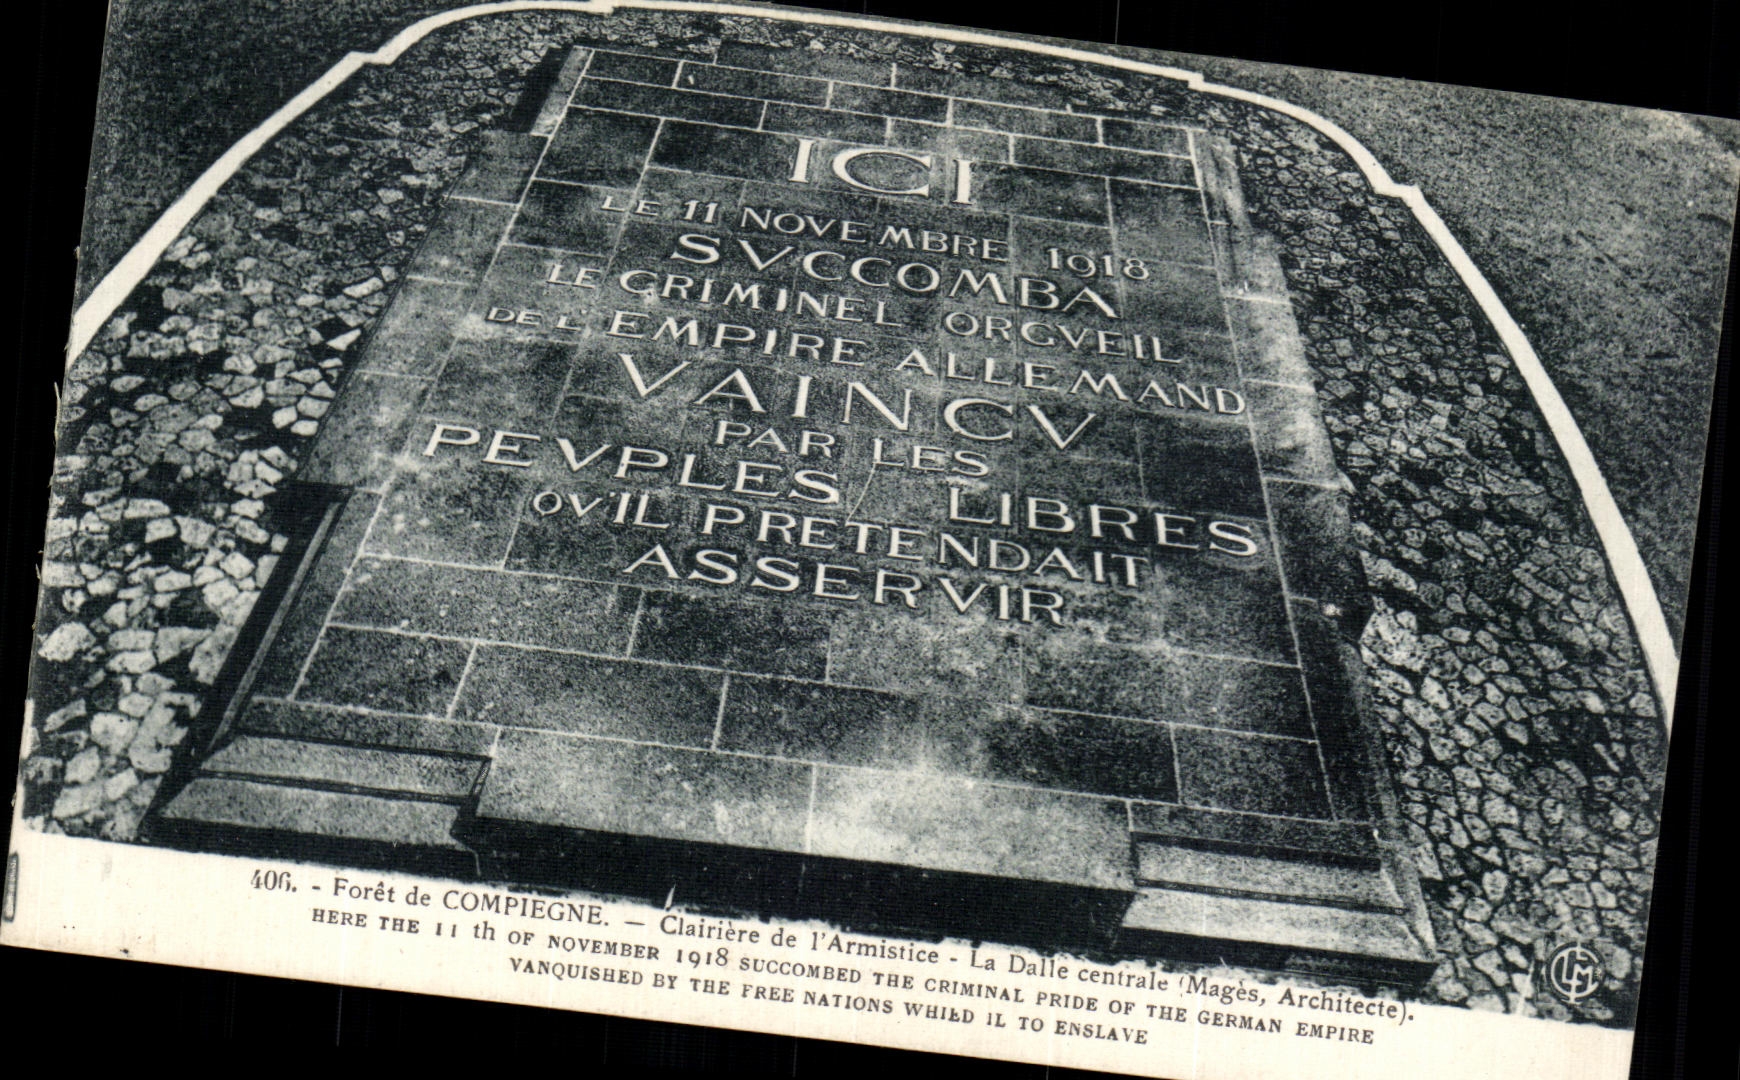 ICI
LE 11 NOVEMBRE 1918
SVCCOMBA
LE CRIMINEL ORGVEIL
DE L'EMPIRE ALLEMAND
VAINCV
PAR LES
PEVPLES LIBRES
QV'IL PRETENDAIT
ASSERVIR
406. - Forêt de COMPIEGNE. — Clairière de l'Armistice - La Dalle centrale (Magès, Architecte).
HERE THE 11 th OF NOVEMBER 1918 SUCCOMBED THE CRIMINAL PRIDE OF THE GERMAN EMPIRE
VANQUISHED BY THE FREE NATIONS WHILD IL TO ENSLAVE